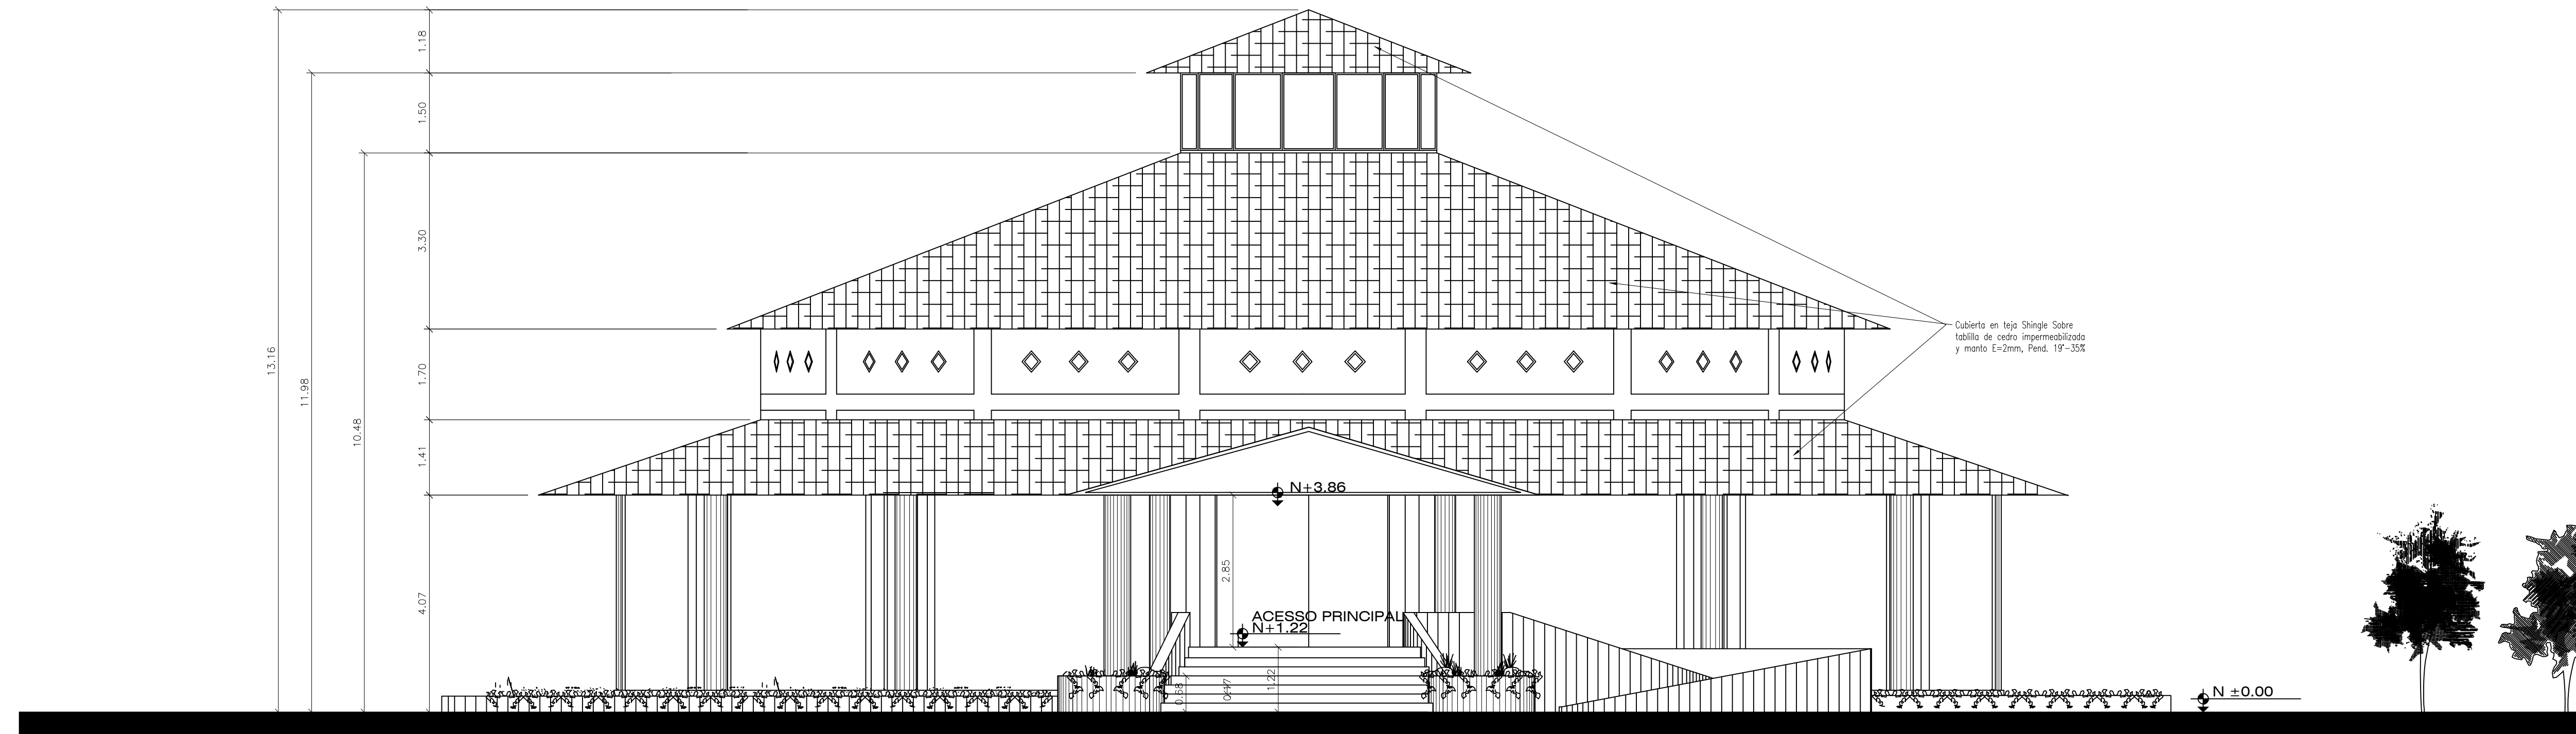 1.18
1.50
3.30
1.70
1.41
4.07
13.16
11.98
10.48
Cubierta en teja Shingle Sobre
tablilla de cedro impermeabilizada
y manto E=2mm, Pend. 19°-35%
N+3.86
2.85
ACESSO PRINCIPAL
N+1.22
0.68
1.22
N ±0.00